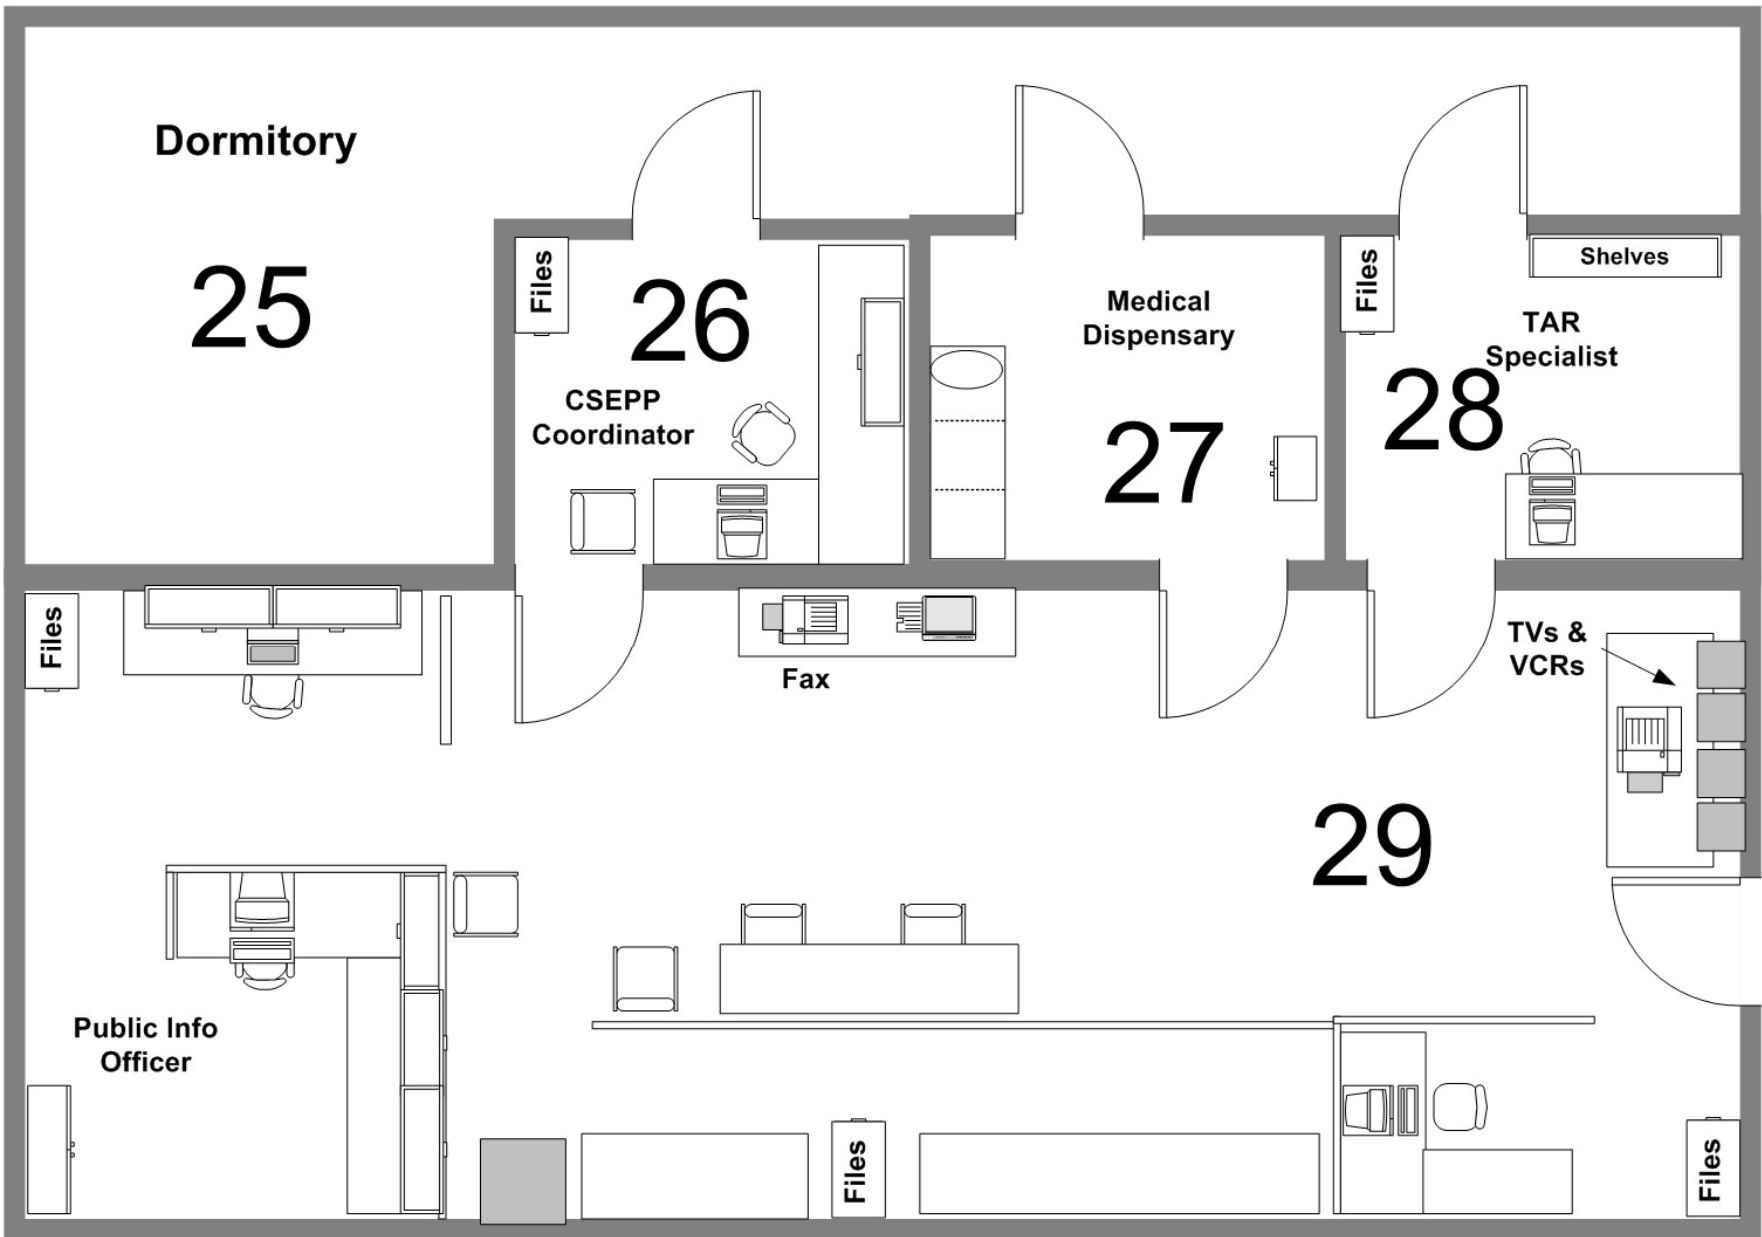 Dormitory
25
Files
26
CSEPP
Coordinator
Medical
Dispensary
27
Files
Shelves
TAR
Specialist
28
Files
Fax
TVs &
VCRs
29
Public Info
Officer
Files
Files